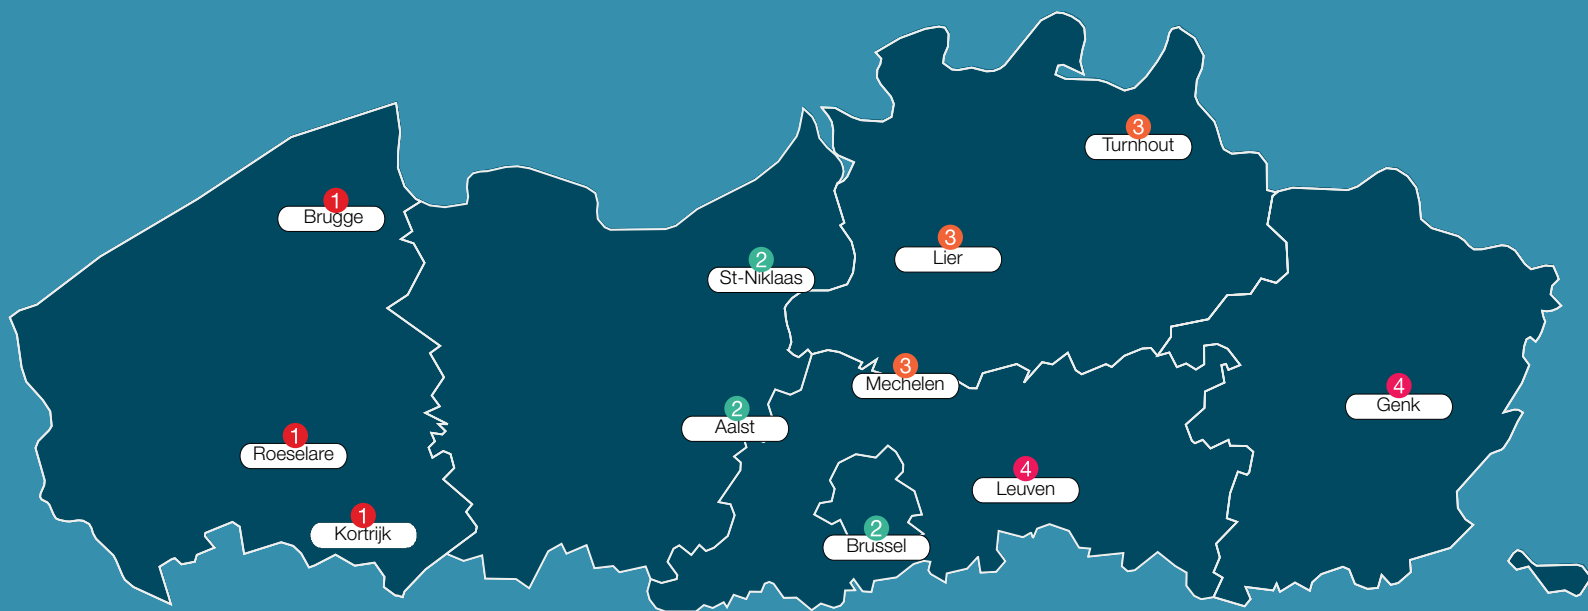 3
Turnhout
1
Brugge
3
Lier
2
St-Niklaas
3
Mechelen
4
Genk
2
Aalst
1
Roeselare
4
Leuven
1
Kortrijk
2
Brussel